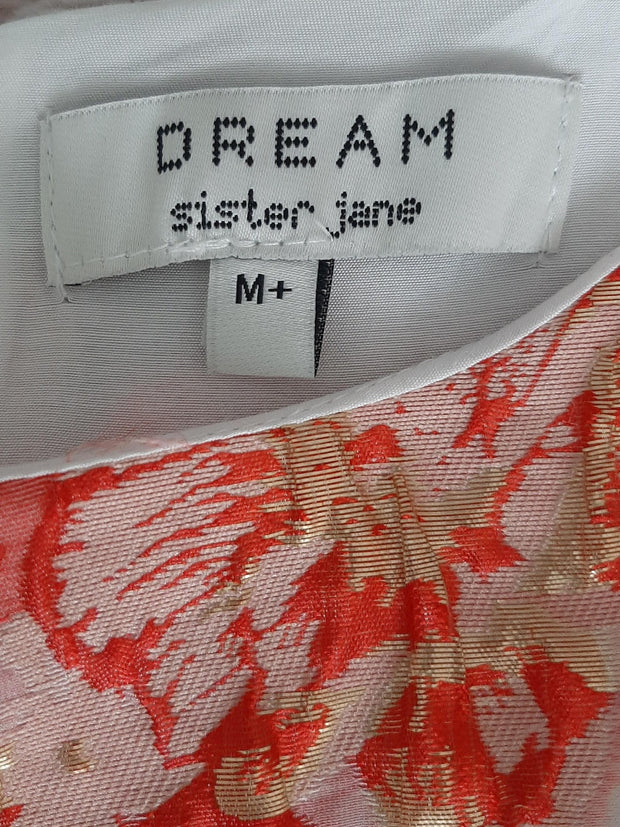 DREAM
sister jane
M+